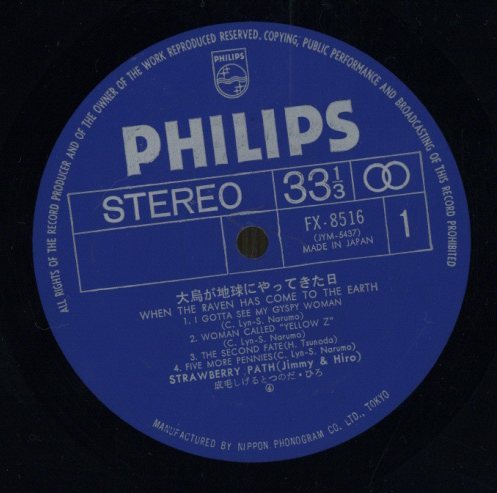 ALL RIGHTS OF THE RECORD PRODUCER AND OF THE OWNER OF THE WORK REPRODUCED RESERVED. COPYING, PUBLIC PERFORMANCE AND BROADCASTING OF THIS RECORD PROHIBITED
PHILIPS
PHILIPS
STEREO
33 1/3
FX-8516
(JYM-5437)
MADE IN JAPAN
1
大烏が地球にやってきた日
WHEN THE RAVEN HAS COME TO THE EARTH
1. I GOTTA SEE MY GYSPY WOMAN
(C. Lyn-S. Narumo)
2. WOMAN CALLED "YELLOW Z"
(C. Lyn-S. Narumo)
3. THE SECOND FATE(H. Tsunoda)
4. FIVE MORE PENNIES(C. Lyn-S. Narumo)
STRAWBERRY PATH(Jimmy & Hiro)
成毛しげるとつのだ・ひろ
④
MANUFACTURED BY NIPPON PHONOGRAM CO. LTD., TOKYO